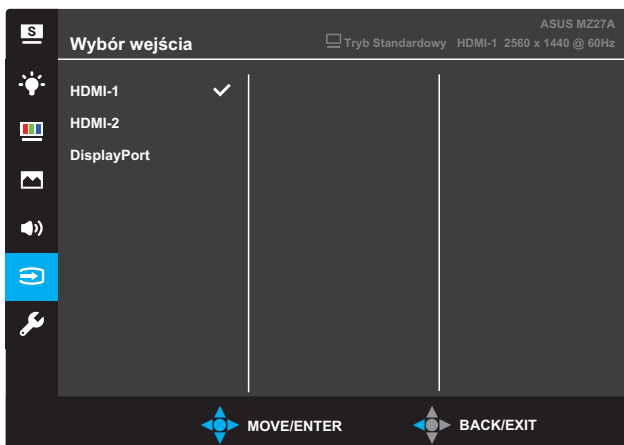 S
ASUS MZ27A
Wybór wejścia
Tryb Standardowy HDMI-1 2560 x 1440 @ 60Hz
HDMI-1
HDMI-2
DisplayPort
MOVE/ENTER
BACK/EXIT